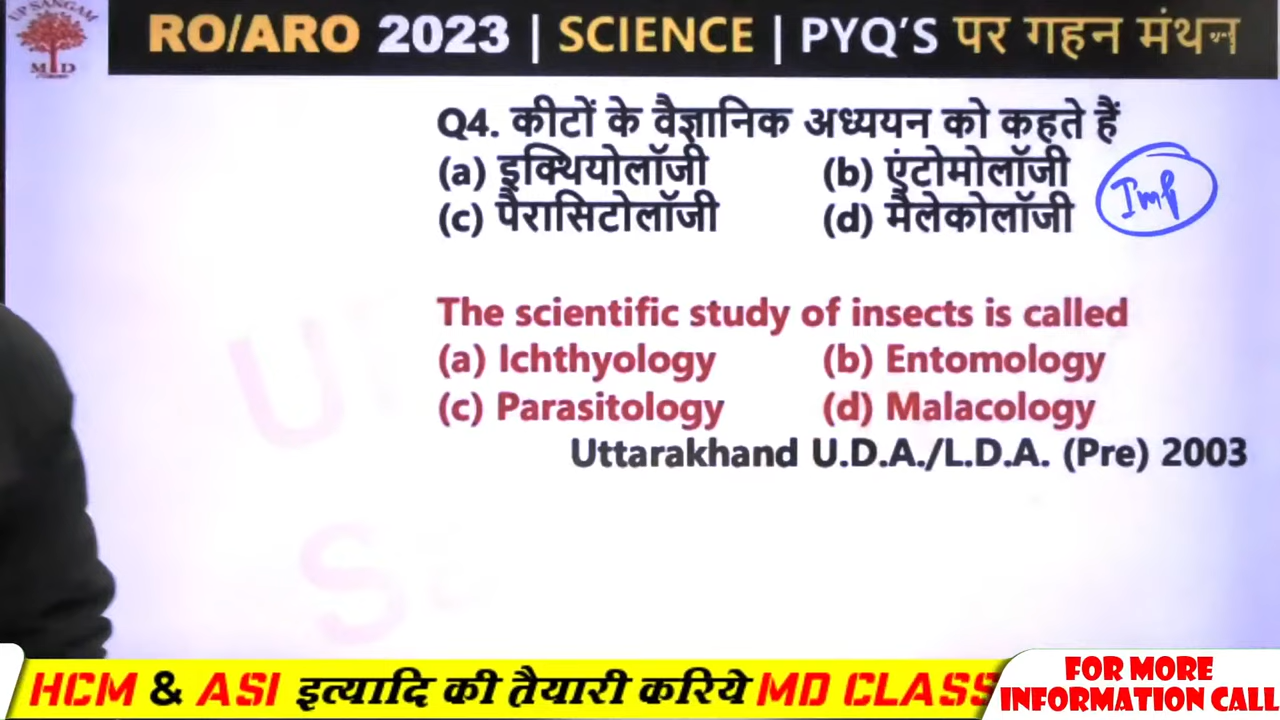 UP SANGAM
RO/ARO 2023 | SCIENCE | PYQ'S पर गहन मंथन
Q4. कीटों के वैज्ञानिक अध्ययन को कहते हैं
(a) इक्थियोलॉजी (b) एंटोमोलॉजी
(c) पैरासिटोलॉजी (d) मैलेकोलॉजी
Imp
The scientific study of insects is called
(a) Ichthyology (b) Entomology
(c) Parasitology (d) Malacology
Uttarakhand U.D.A./L.D.A. (Pre) 2003
HCM & ASI इत्यादि की तैयारी करिये MD CLASS
FOR MORE
INFORMATION CALL